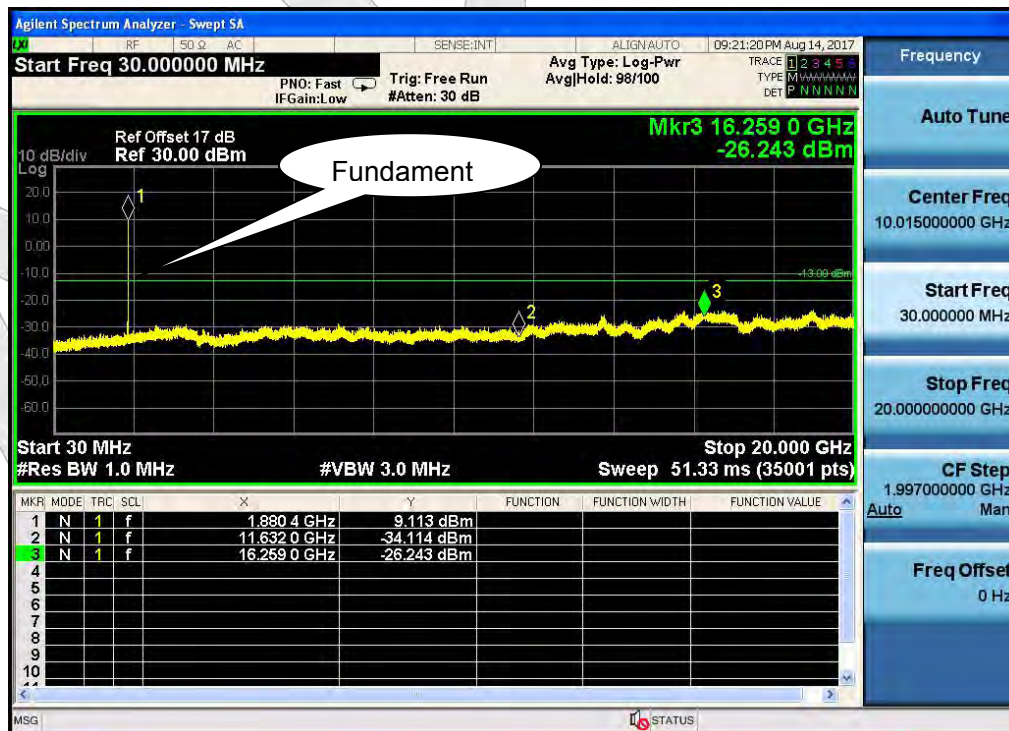 Agilent Spectrum Analyzer - Swept SA
LXI RF 50 Ω AC SENSE:INT ALIGN AUTO 09:21:20 PM Aug 14, 2017
Start Freq 30.000000 MHz
PNO: Fast
IFGain:Low
Trig: Free Run
#Atten: 30 dB
Avg Type: Log-Pwr
Avg|Hold: 98/100
TRACE 1 2 3 4 5 6
TYPE M WWWWW
DET P N N N N N
Frequency
Auto Tune
Center Freq
10.015000000 GHz
Start Freq
30.000000 MHz
Stop Freq
20.000000000 GHz
CF Step
1.997000000 GHz
Auto Man
Freq Offset
0 Hz
Mkr3 16.259 0 GHz
-26.243 dBm
Ref Offset 17 dB
10 dB/div Ref 30.00 dBm
Log
Fundament
20.0
10.0
0.00
-10.0
-20.0
-30.0
-40.0
-50.0
-60.0
1
2
3
-13.00 dBm
Start 30 MHz Stop 20.000 GHz
#Res BW 1.0 MHz #VBW 3.0 MHz Sweep 51.33 ms (35001 pts)
MKR MODE TRC SCL X Y FUNCTION FUNCTION WIDTH FUNCTION VALUE
1 N 1 f 1.880 4 GHz 9.113 dBm
2 N 1 f 11.632 0 GHz -34.114 dBm
3 N 1 f 16.259 0 GHz -26.243 dBm
4
5
6
7
8
9
10
MSG STATUS